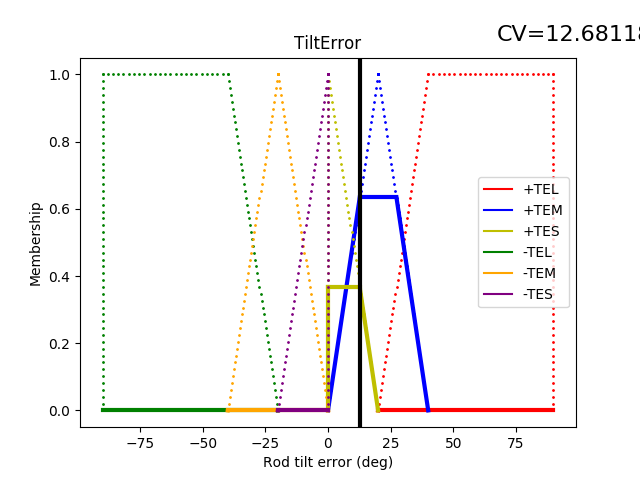 CV=12.68118
TiltError
1.0
0.8
0.6
0.4
0.2
0.0
Membership
+TEL
+TEM
+TES
-TEL
-TEM
-TES
−75
−50
−25
0
25
50
75
Rod tilt error (deg)